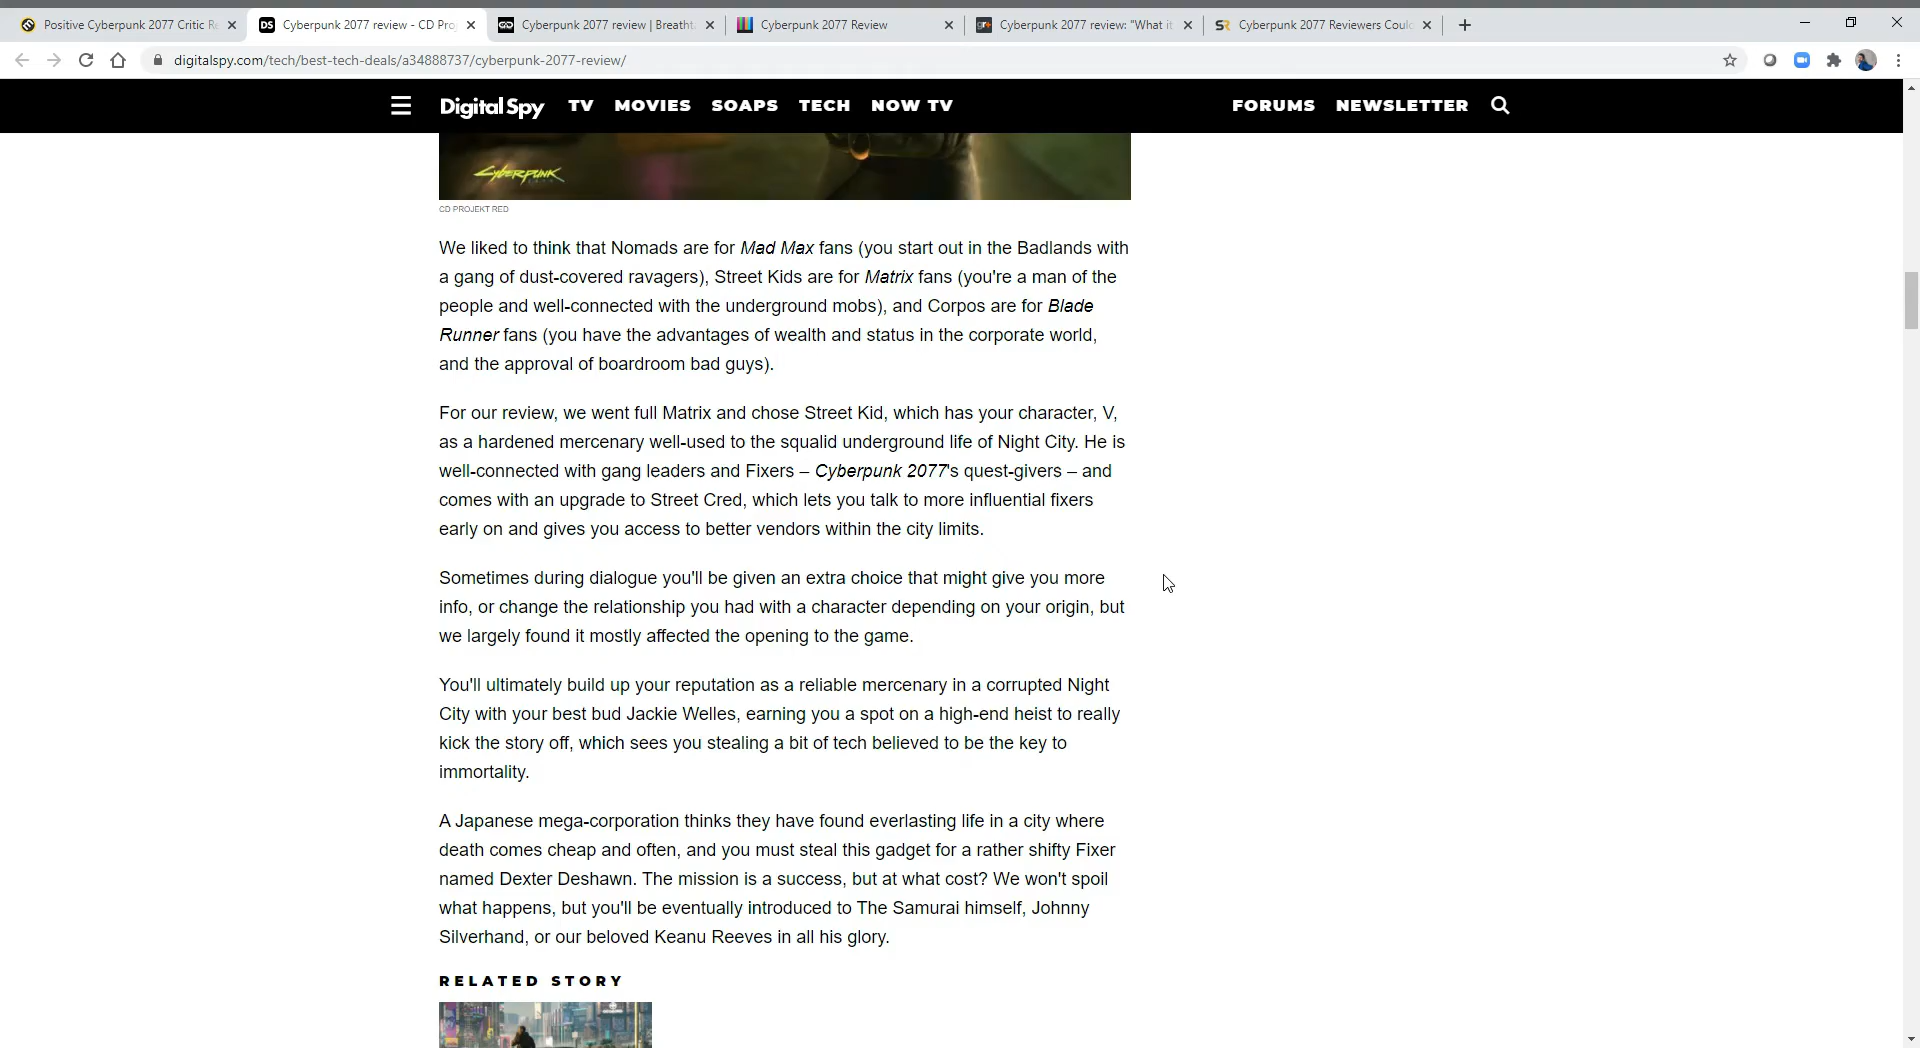 Positive Cyberpunk 2077 Critic Re
Cyberpunk 2077 review - CD Pro
Cyberpunk 2077 review | Breatht
Cyberpunk 2077 Review
Cyberpunk 2077 review: "What it
Cyberpunk 2077 Reviewers Could
digitalspy.com/tech/best-tech-deals/a34888737/cyberpunk-2077-review/
Digital Spy TV MOVIES SOAPS TECH NOW TV FORUMS NEWSLETTER
CYBERPUNK
CD PROJEKT RED
We liked to think that Nomads are for Mad Max fans (you start out in the Badlands with
a gang of dust-covered ravagers), Street Kids are for Matrix fans (you're a man of the
people and well-connected with the underground mobs), and Corpos are for Blade
Runner fans (you have the advantages of wealth and status in the corporate world,
and the approval of boardroom bad guys).
For our review, we went full Matrix and chose Street Kid, which has your character, V,
as a hardened mercenary well-used to the squalid underground life of Night City. He is
well-connected with gang leaders and Fixers – Cyberpunk 2077's quest-givers – and
comes with an upgrade to Street Cred, which lets you talk to more influential fixers
early on and gives you access to better vendors within the city limits.
Sometimes during dialogue you'll be given an extra choice that might give you more
info, or change the relationship you had with a character depending on your origin, but
we largely found it mostly affected the opening to the game.
You'll ultimately build up your reputation as a reliable mercenary in a corrupted Night
City with your best bud Jackie Welles, earning you a spot on a high-end heist to really
kick the story off, which sees you stealing a bit of tech believed to be the key to
immortality.
A Japanese mega-corporation thinks they have found everlasting life in a city where
death comes cheap and often, and you must steal this gadget for a rather shifty Fixer
named Dexter Deshawn. The mission is a success, but at what cost? We won't spoil
what happens, but you'll be eventually introduced to The Samurai himself, Johnny
Silverhand, or our beloved Keanu Reeves in all his glory.
RELATED STORY